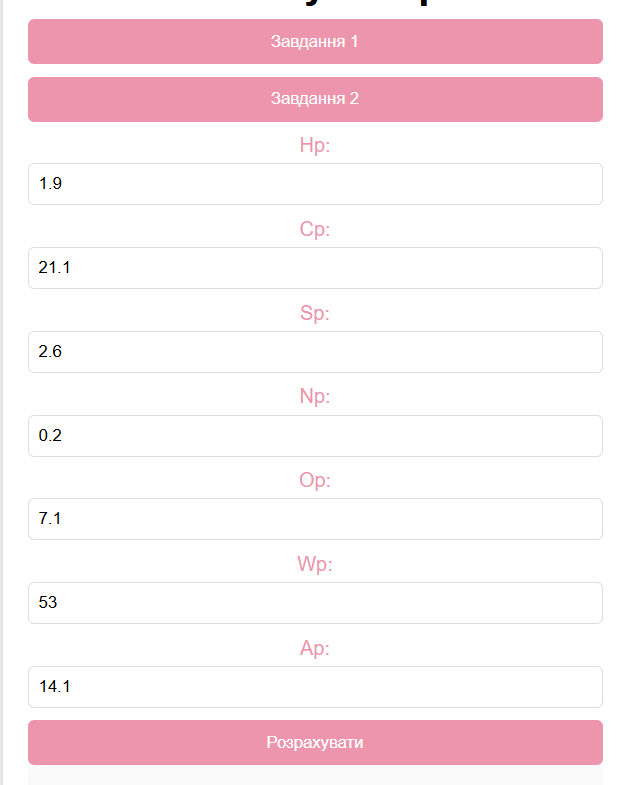 Завдання 1
Завдання 2
Hp:
1.9
Cp:
21.1
Sp:
2.6
Np:
0.2
Op:
7.1
Wp:
53
Ap:
14.1
Розрахувати